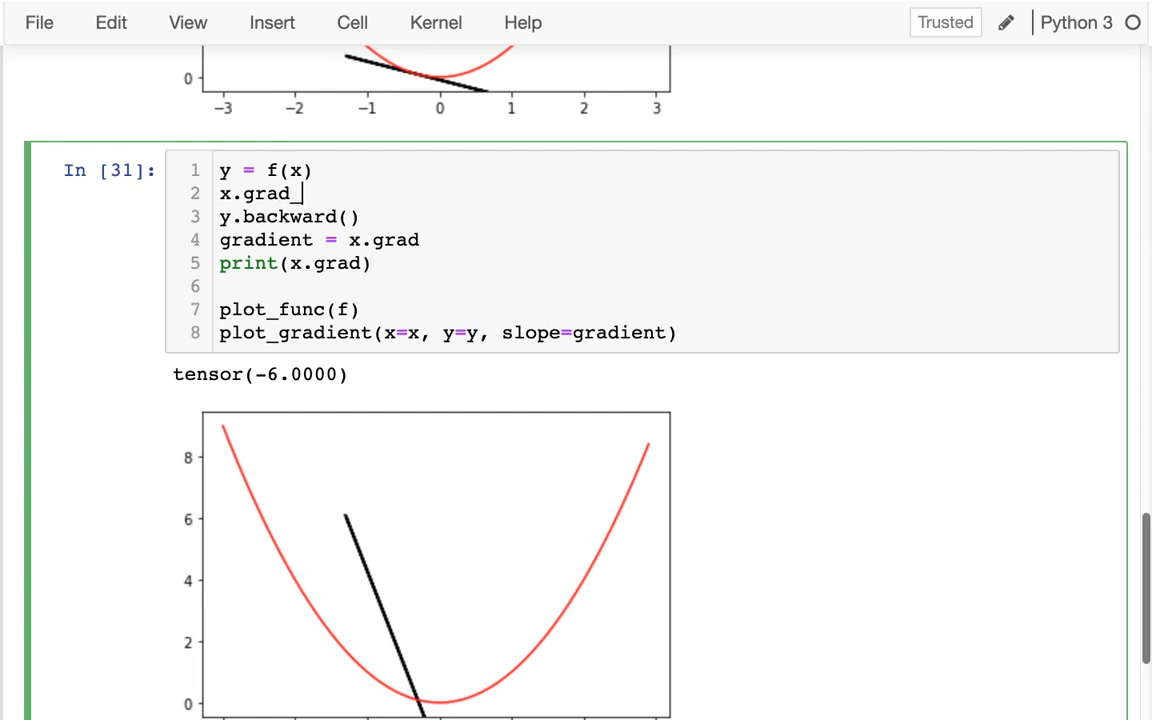 File Edit View Insert Cell Kernel Help Trusted Python 3
0
−3 −2 −1 0 1 2 3
In [31]:
1 y = f(x)
2 x.grad_
3 y.backward()
4 gradient = x.grad
5 print(x.grad)
6
7 plot_func(f)
8 plot_gradient(x=x, y=y, slope=gradient)
tensor(-6.0000)
8
6
4
2
0